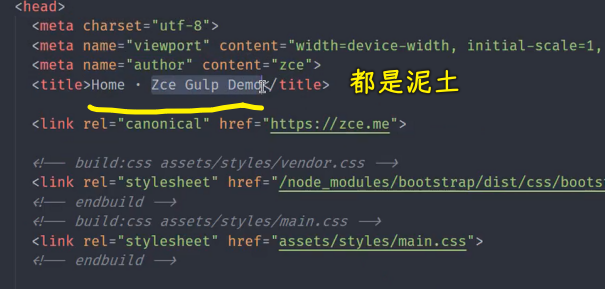 <head>
<meta charset="utf-8">
<meta name="viewport" content="width=device-width, initial-scale=1,
<meta name="author" content="zce">
<title>Home · Zce Gulp Demo</title> 都是泥土
<link rel="canonical" href="https://zce.me">
<!-- build:css assets/styles/vendor.css -->
<link rel="stylesheet" href="/node_modules/bootstrap/dist/css/boots
<!-- endbuild -->
<!-- build:css assets/styles/main.css -->
<link rel="stylesheet" href="assets/styles/main.css">
<!-- endbuild -->